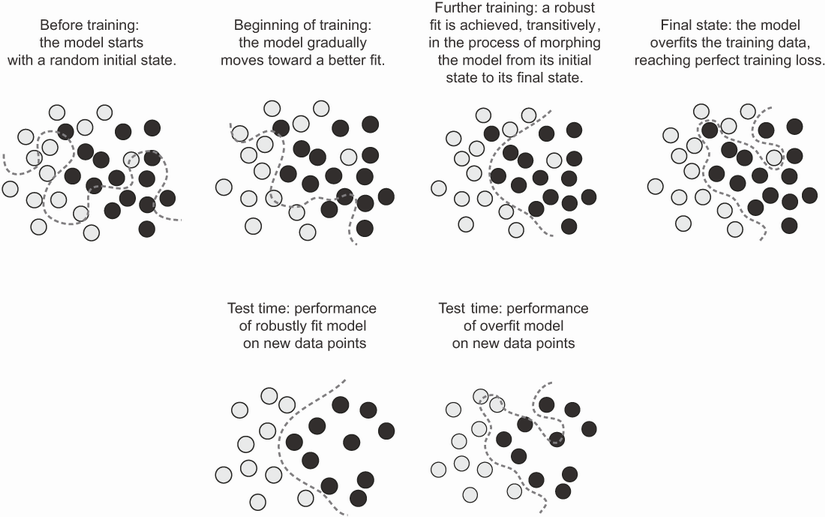 Before training:
the model starts
with a random initial state.
Beginning of training:
the model gradually
moves toward a better fit.
Further training: a robust
fit is achieved, transitively,
in the process of morphing
the model from its initial
state to its final state.
Final state: the model
overfits the training data,
reaching perfect training loss.
Test time: performance
of robustly fit model
on new data points
Test time: performance
of overfit model
on new data points